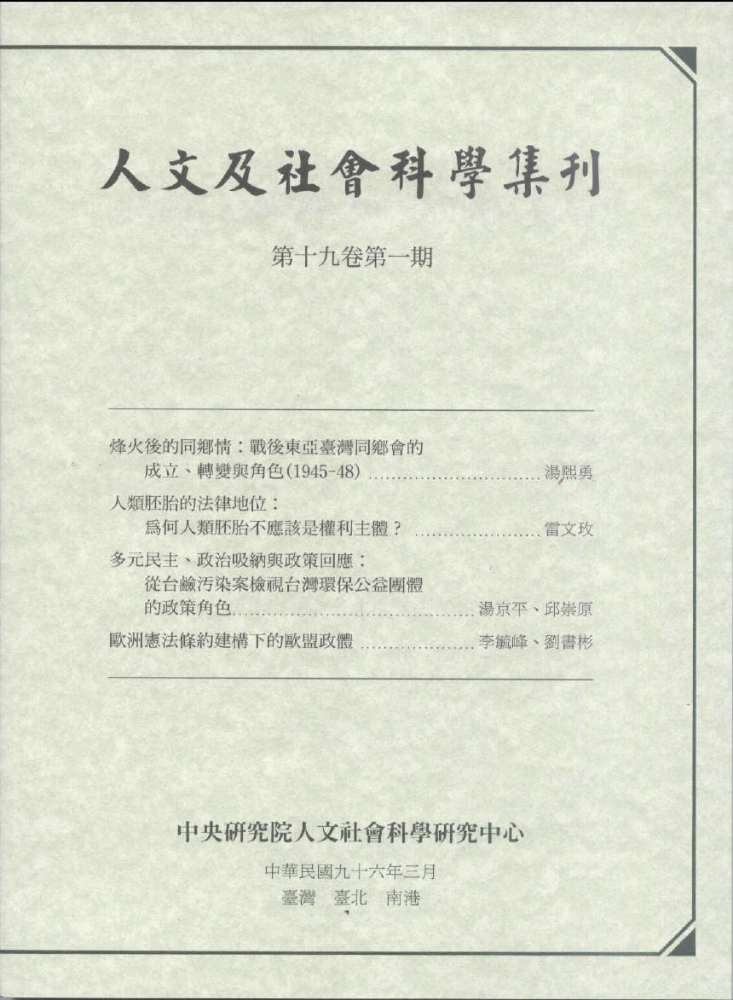 人文及社會科學集刊
第十九卷第一期
烽火後的同鄉情：戰後東亞臺灣同鄉會的
成立、轉變與角色(1945-48) ............................ 湯熙勇
人類胚胎的法律地位：
爲何人類胚胎不應該是權利主體？ ..................... 雷文玫
多元民主、政治吸納與政策回應：
從台鹼污染案檢視台灣環保公益團體
的政策角色........................................ 湯京平、邱崇原
歐洲憲法條約建構下的歐盟政體 ................... 李毓峰、劉書彬
中央研究院人文社會科學研究中心
中華民國九十六年三月
臺灣　臺北　南港